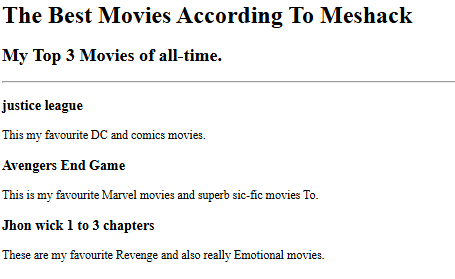 The Best Movies According To Meshack
My Top 3 Movies of all-time.
justice league
This my favourite DC and comics movies.
Avengers End Game
This is my favourite Marvel movies and superb sic-fic movies To.
Jhon wick 1 to 3 chapters
These are my favourite Revenge and also really Emotional movies.